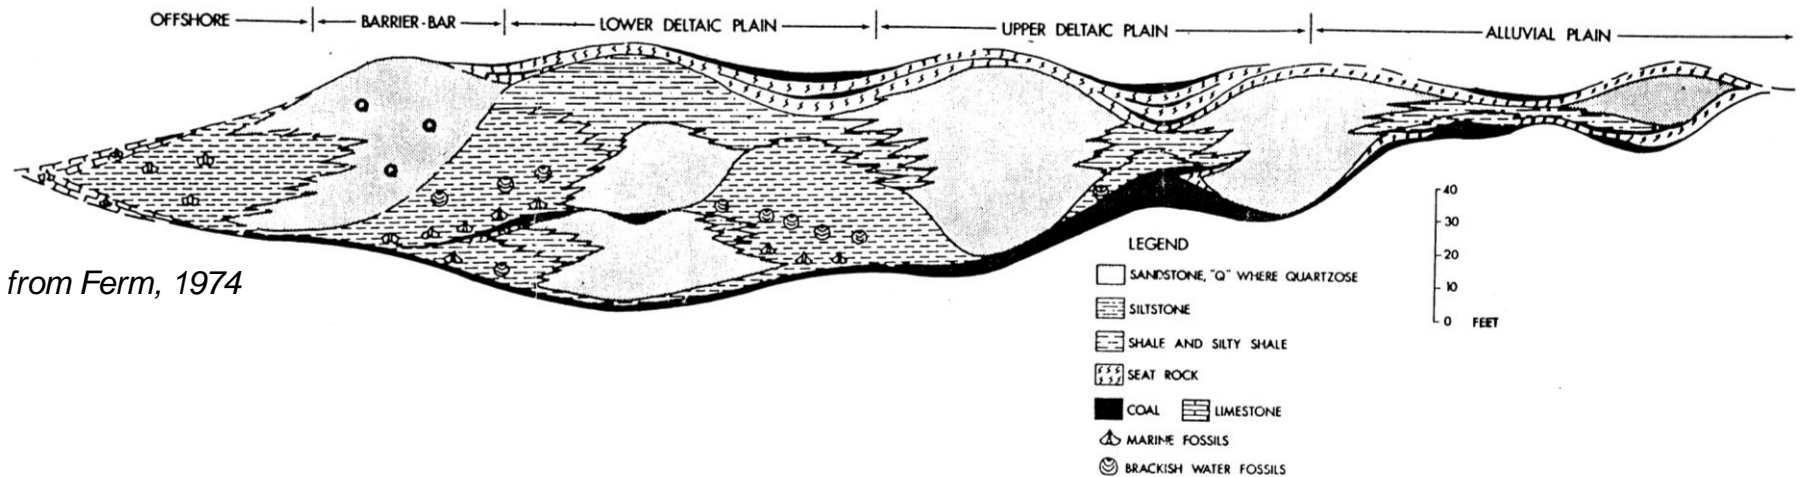 OFFSHORE BARRIER-BAR LOWER DELTAIC PLAIN UPPER DELTAIC PLAIN ALLUVIAL PLAIN
Q
Q
Q
from Ferm, 1974
LEGEND
SANDSTONE, "Q" WHERE QUARTZOSE
SILTSTONE
SHALE AND SILTY SHALE
SEAT ROCK
COAL LIMESTONE
MARINE FOSSILS
BRACKISH WATER FOSSILS
40
30
20
10
0 FEET